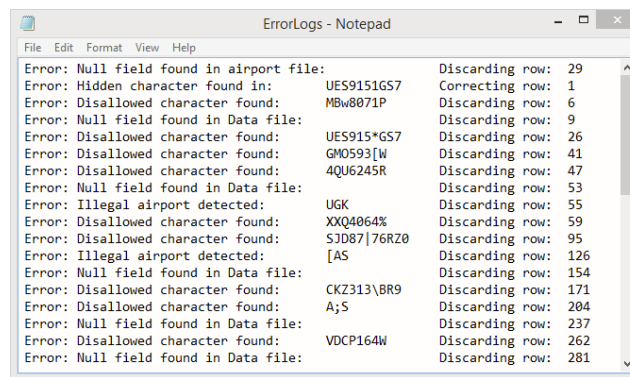 ErrorLogs - Notepad
File Edit Format View Help
Error: Null field found in airport file: Discarding row: 29
Error: Hidden character found in: UES9151GS7 Correcting row: 1
Error: Disallowed character found: MBw8071P Discarding row: 6
Error: Null field found in Data file: Discarding row: 9
Error: Disallowed character found: UES915*GS7 Discarding row: 26
Error: Disallowed character found: GMO593[W Discarding row: 41
Error: Disallowed character found: 4QU6245R Discarding row: 47
Error: Null field found in Data file: Discarding row: 53
Error: Illegal airport detected: UGK Discarding row: 55
Error: Disallowed character found: XXQ4064% Discarding row: 59
Error: Disallowed character found: SJD87|76RZ0 Discarding row: 95
Error: Illegal airport detected: [AS Discarding row: 126
Error: Null field found in Data file: Discarding row: 154
Error: Disallowed character found: CKZ313\BR9 Discarding row: 171
Error: Disallowed character found: A;S Discarding row: 204
Error: Null field found in Data file: Discarding row: 237
Error: Disallowed character found: VDCP164W Discarding row: 262
Error: Null field found in Data file: Discarding row: 281